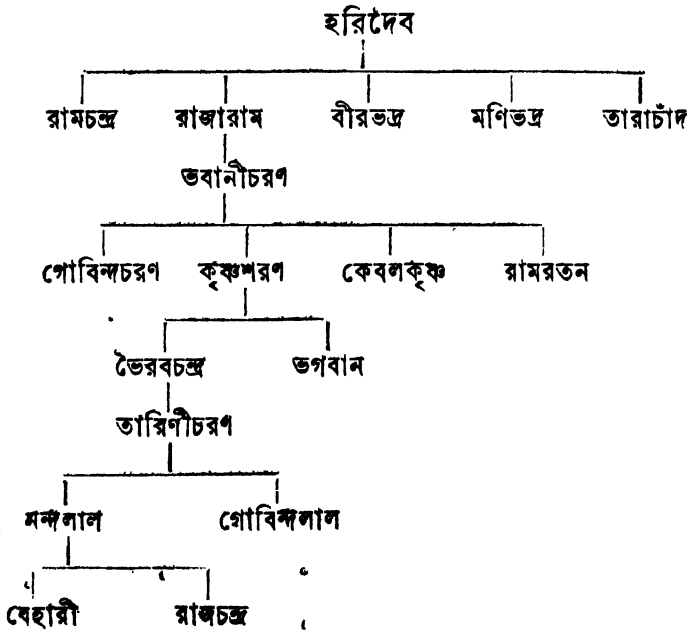 হরিদেব
রামচন্দ্র রাজারাম বীরভদ্র মণিভদ্র তারাচাঁদ
ভবানীচরণ
গোবিন্দচরণ কৃষ্ণশরণ কেবলকৃষ্ণ রামরতন
ভৈরবচন্দ্র ভগবান
তারিণীচরণ
নন্দলাল গোবিন্দলাল
বেহারী রাজচন্দ্র